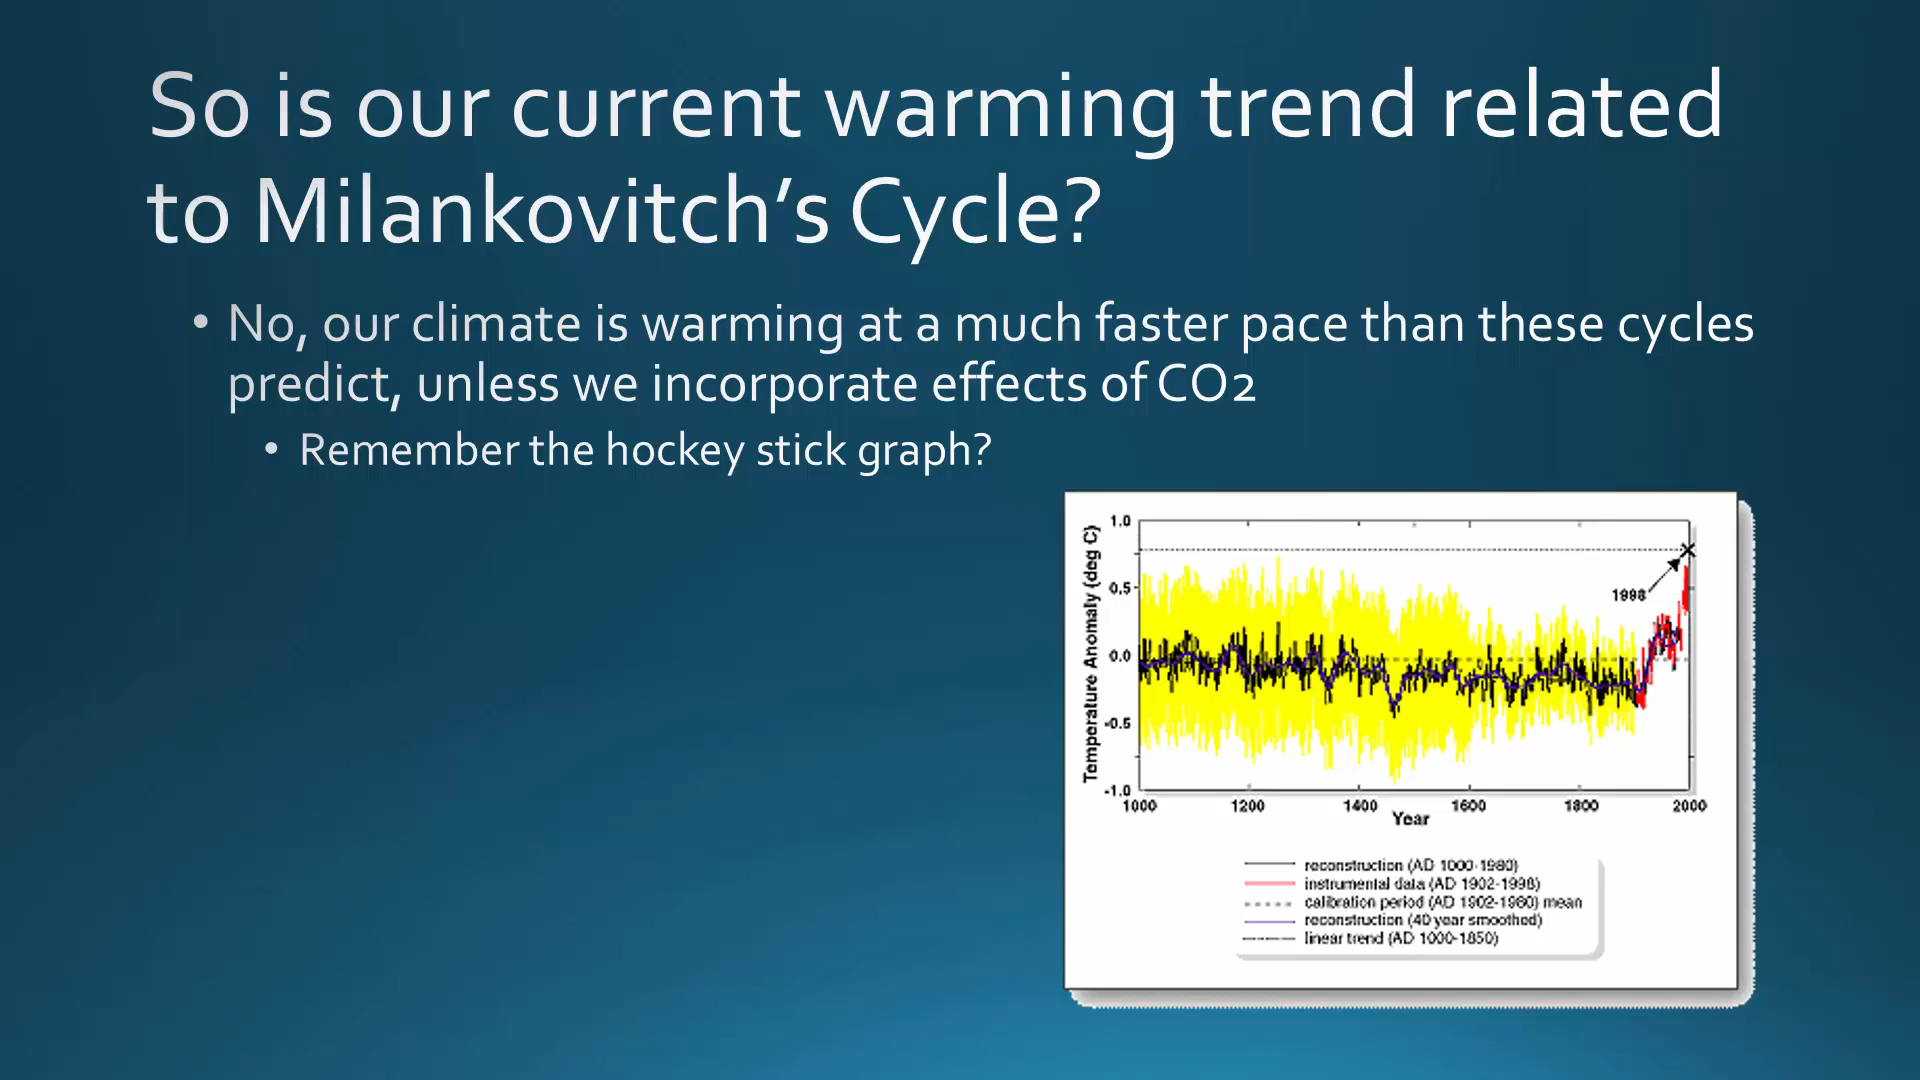 So is our current warming trend related
to Milankovitch’s Cycle?
• No, our climate is warming at a much faster pace than these cycles
predict, unless we incorporate effects of CO2
• Remember the hockey stick graph?
Temperature Anomaly (deg C)
1.0
0.5
0.0
-0.5
-1.0
1998
1000 1200 1400 1600 1800 2000
Year
reconstruction (AD 1000-1980)
instrumental data (AD 1902-1998)
calibration period (AD 1902-1980) mean
reconstruction (40 year smoothed)
linear trend (AD 1000-1850)